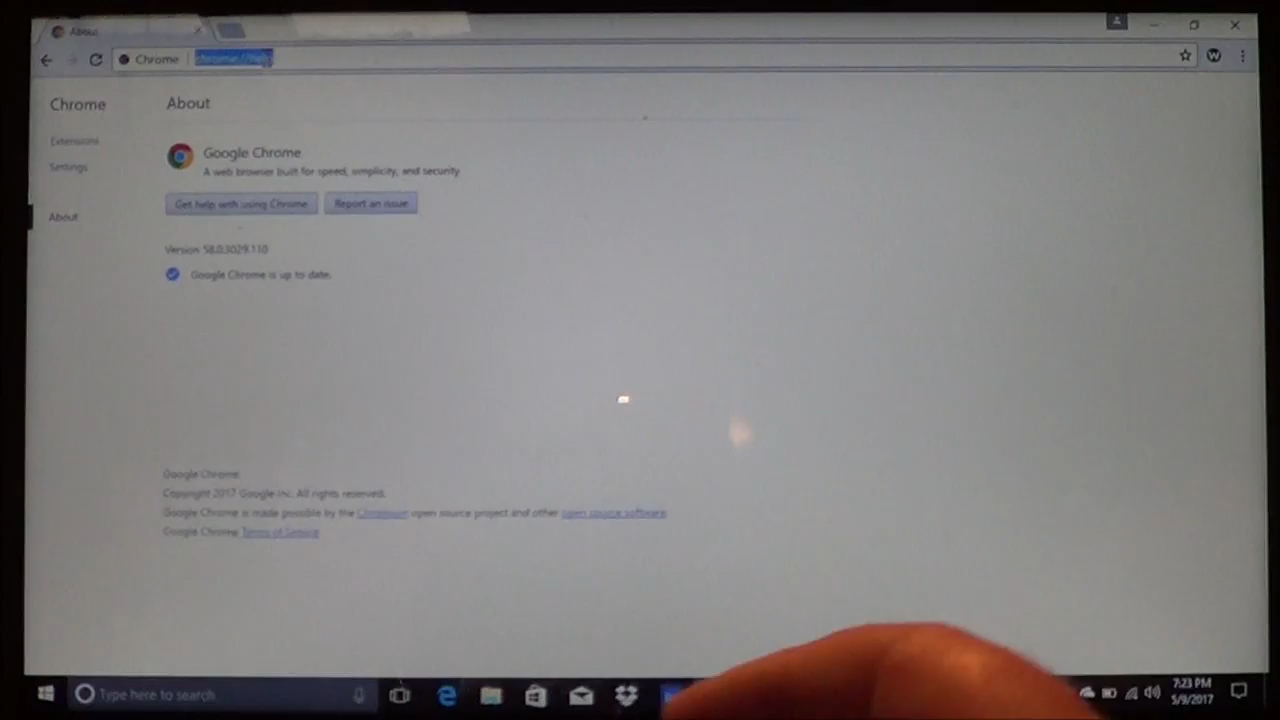 About
Chrome chrome://help
Chrome
About
Extensions
Settings
About
Google Chrome
A web browser built for speed, simplicity, and security
Get help with using Chrome
Report an issue
Version 58.0.3029.110
Google Chrome is up to date.
Google Chrome
Copyright 2017 Google Inc. All rights reserved.
Google Chrome is made possible by the Chromium open source project and other open source software.
Google Chrome Terms of Service
Type here to search
7:23 PM
5/9/2017